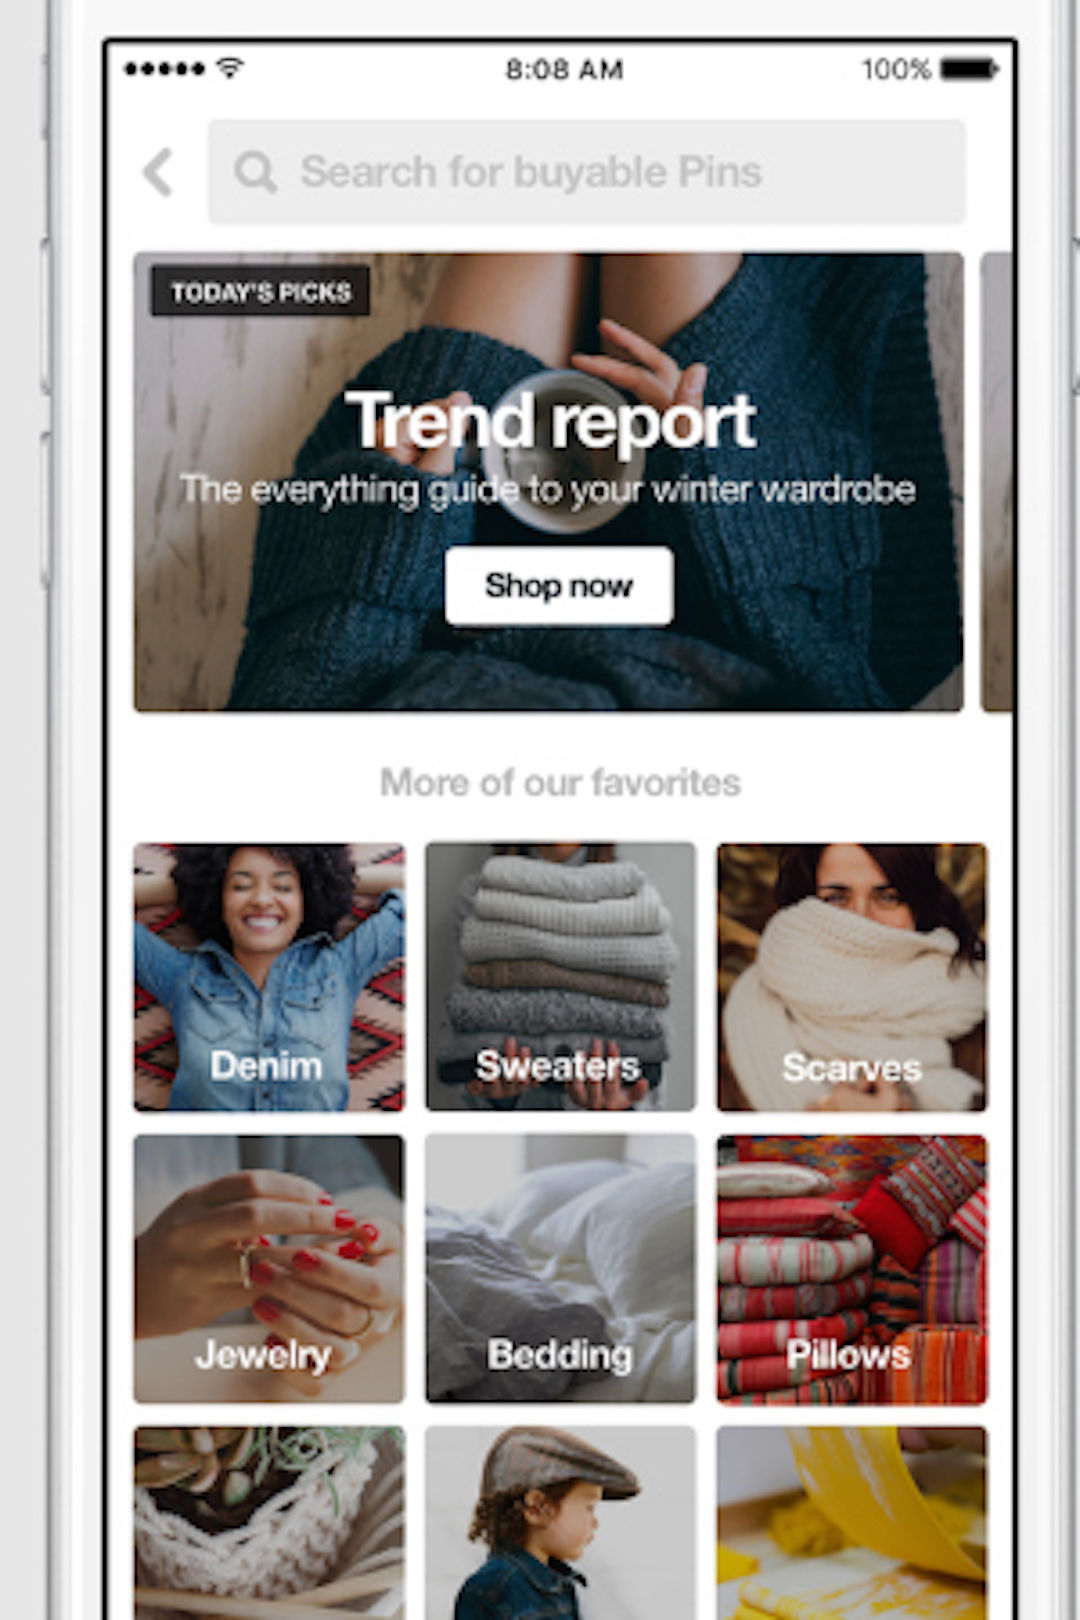 8:08 AM
100%
Search for buyable Pins
TODAY'S PICKS
Trend report
The everything guide to your winter wardrobe
Shop now
More of our favorites
Denim
Sweaters
Scarves
Jewelry
Bedding
Pillows